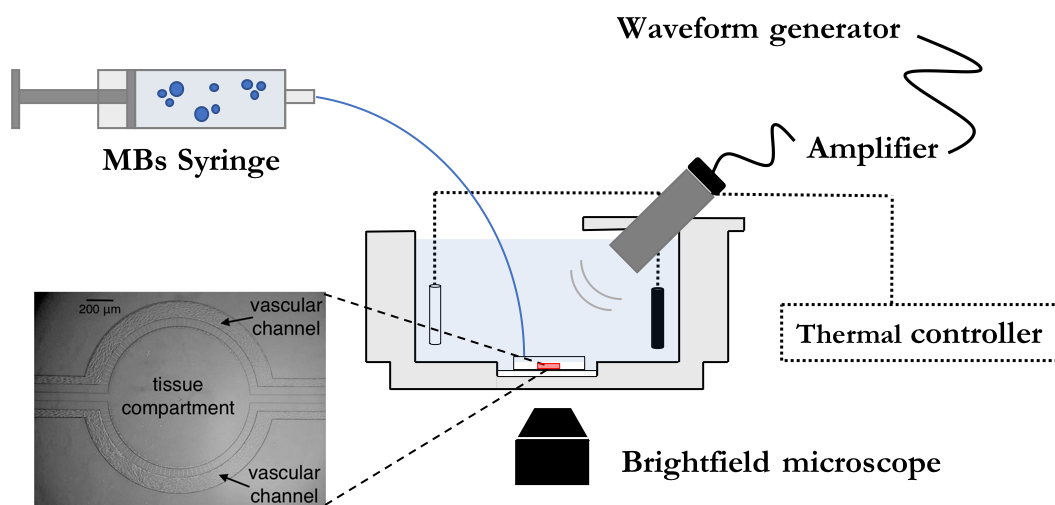 Waveform generator
Amplifier
MBs Syringe
200 µm
vascular
channel
tissue
compartment
vascular
channel
Thermal controller
Brightfield microscope